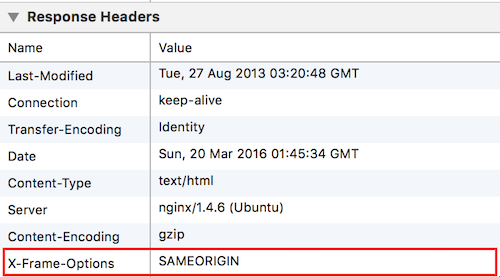 Response Headers
Name Value
Last-Modified Tue, 27 Aug 2013 03:20:48 GMT
Connection keep-alive
Transfer-Encoding Identity
Date Sun, 20 Mar 2016 01:45:34 GMT
Content-Type text/html
Server nginx/1.4.6 (Ubuntu)
Content-Encoding gzip
X-Frame-Options SAMEORIGIN